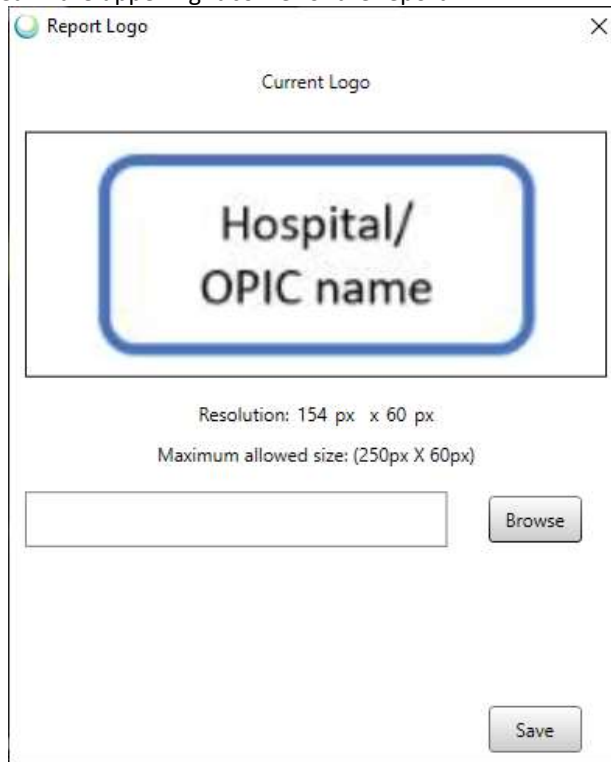 Report Logo
Current Logo
Hospital/
OPIC name
Resolution: 154 px x 60 px
Maximum allowed size: (250px X 60px)
Browse
Save